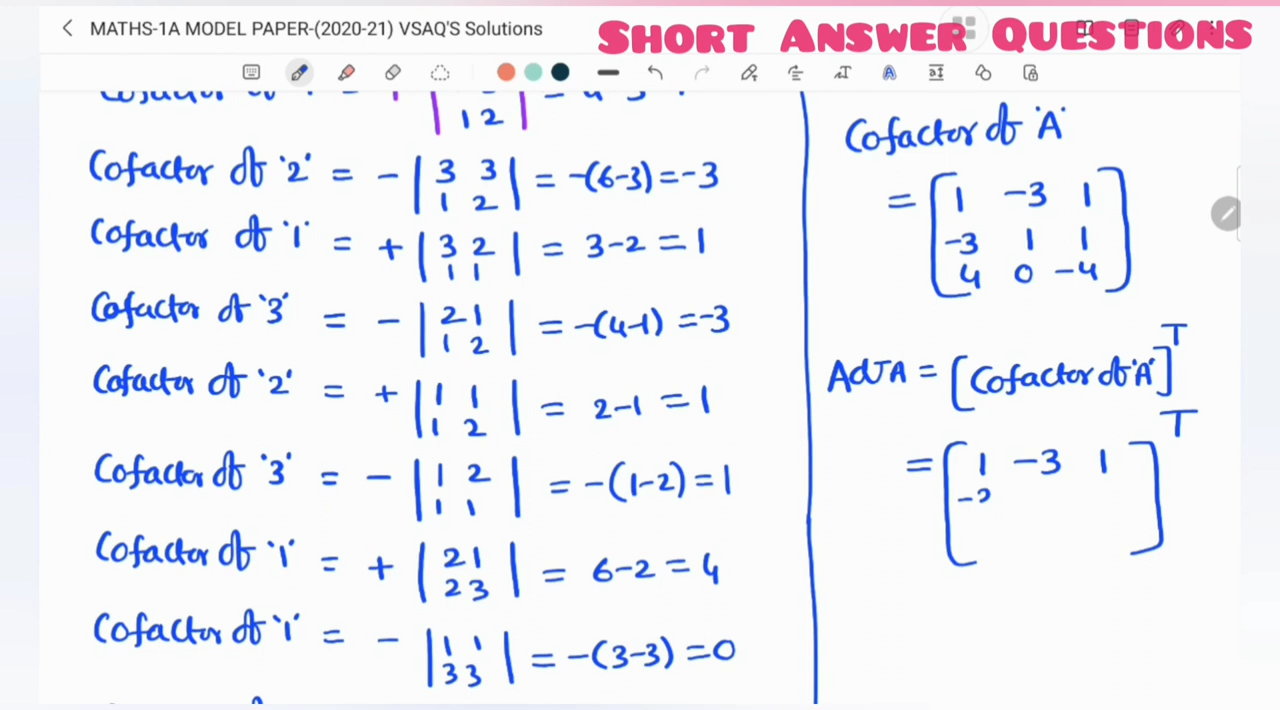 MATHS-1A MODEL PAPER-(2020-21) VSAQ'S Solutions
SHORT ANSWER QUESTIONS
1 2
Cofactor of '2' = - | 3 3 | = -(6-3) = -3
1 2
Cofactor of '1' = + | 3 2 | = 3-2 = 1
1 1
Cofactor of '3' = - | 2 1 | = -(4-1) = -3
1 2
Cofactor of '2' = + | 1 1 | = 2-1 = 1
1 2
Cofactor of '3' = - | 1 2 | = -(1-2) = 1
1 1
Cofactor of '1' = + | 2 1 | = 6-2 = 4
2 3
Cofactor of '1' = - | 1 1 | = -(3-3) = 0
3 3
Cofactor of 'A'
= [ 1 -3 1
-3 1 1
4 0 -4 ]
AdJA = [Cofactor of 'A']T
= [ 1 -3 1 ]T